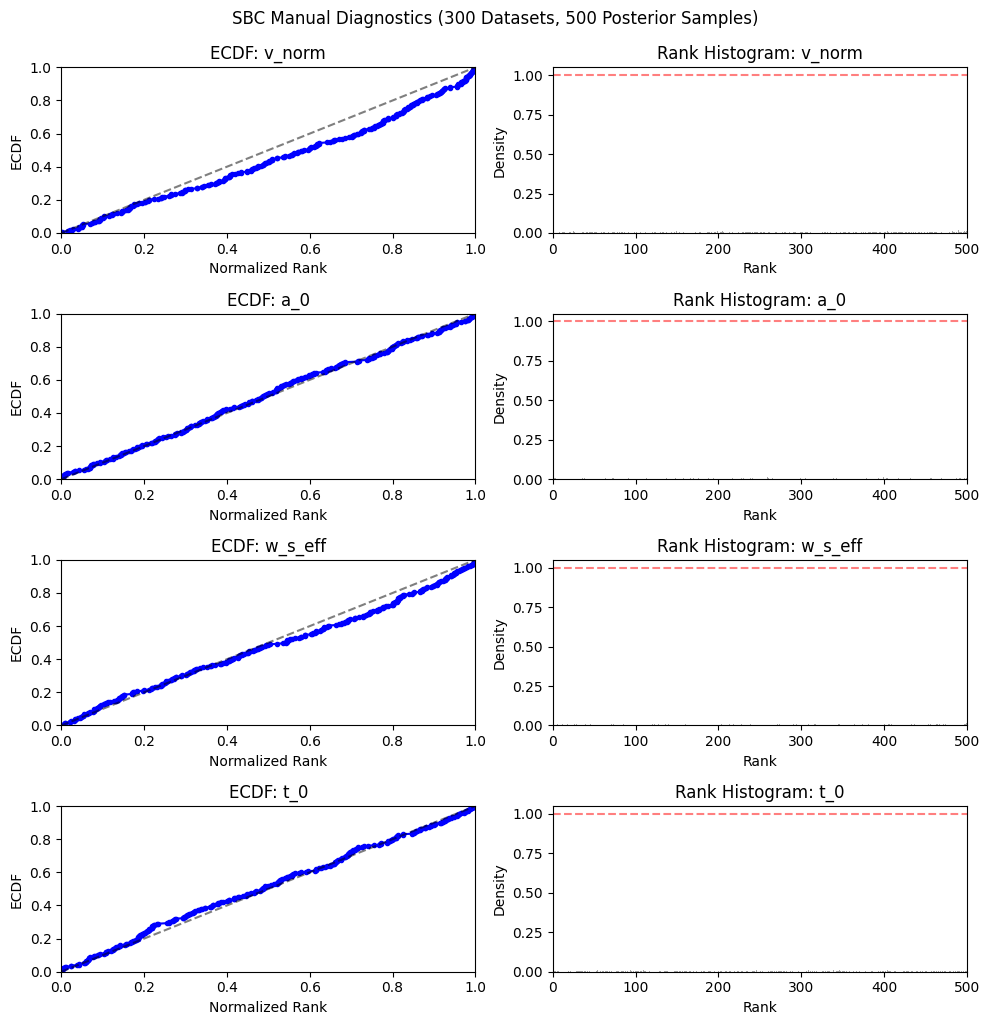 SBC Manual Diagnostics (300 Datasets, 500 Posterior Samples)
ECDF: v_norm
1.0
0.8
0.6
0.4
0.2
0.0
ECDF
0.0 0.2 0.4 0.6 0.8 1.0
Normalized Rank
Rank Histogram: v_norm
1.00
0.75
0.50
0.25
0.00
Density
0 100 200 300 400 500
Rank
ECDF: a_0
1.0
0.8
0.6
0.4
0.2
0.0
ECDF
0.0 0.2 0.4 0.6 0.8 1.0
Normalized Rank
Rank Histogram: a_0
1.00
0.75
0.50
0.25
0.00
Density
0 100 200 300 400 500
Rank
ECDF: w_s_eff
1.0
0.8
0.6
0.4
0.2
0.0
ECDF
0.0 0.2 0.4 0.6 0.8 1.0
Normalized Rank
Rank Histogram: w_s_eff
1.00
0.75
0.50
0.25
0.00
Density
0 100 200 300 400 500
Rank
ECDF: t_0
1.0
0.8
0.6
0.4
0.2
0.0
ECDF
0.0 0.2 0.4 0.6 0.8 1.0
Normalized Rank
Rank Histogram: t_0
1.00
0.75
0.50
0.25
0.00
Density
0 100 200 300 400 500
Rank